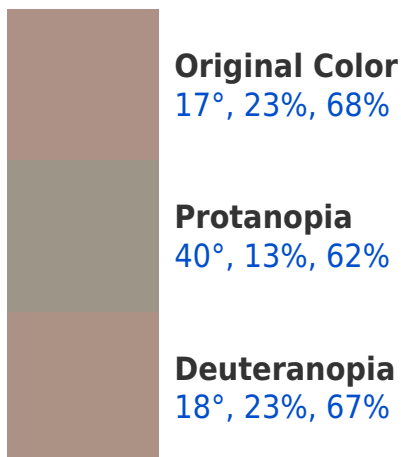 Original Color
17°, 23%, 68%
Protanopia
40°, 13%, 62%
Deuteranopia
18°, 23%, 67%